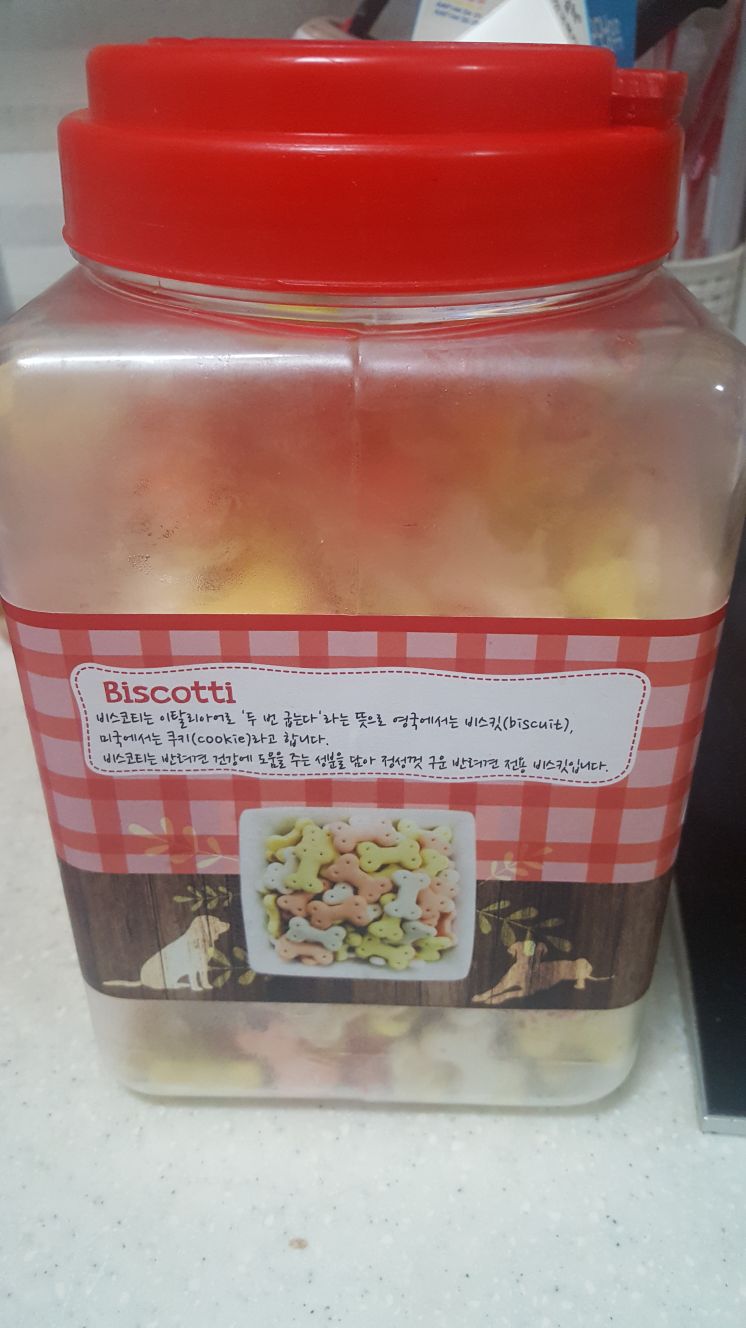 Biscotti
비스코티는 이탈리아어로 '두 번 굽는다'라는 뜻으로 영국에서는 비스킷(biscuit),
미국에서는 쿠키(cookie)라고 합니다.
비스코티는 반려견 건강에 도움을 주는 성분을 담아 정성껏 구운 반려견 전용 비스킷입니다.